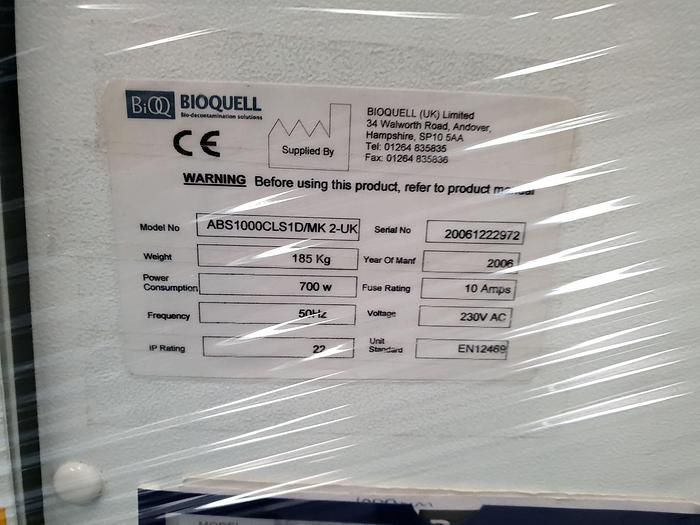 BiOQ BIOQUELL
Bio-decontamination solutions
CE
Supplied By
BIOQUELL (UK) Limited
34 Walworth Road, Andover,
Hampshire, SP10 5AA
Tel: 01264 835835
Fax: 01264 835836
WARNING Before using this product, refer to product manual
Model No ABS1000CLS1D/MK 2-UK Serial No 20061222972
Weight 185 Kg Year Of Manf 2006
Power
Consumption 700 w Fuse Rating 10 Amps
Frequency 50Hz Voltage 230V AC
IP Rating 22 Unit
Standard EN12469
MODEL